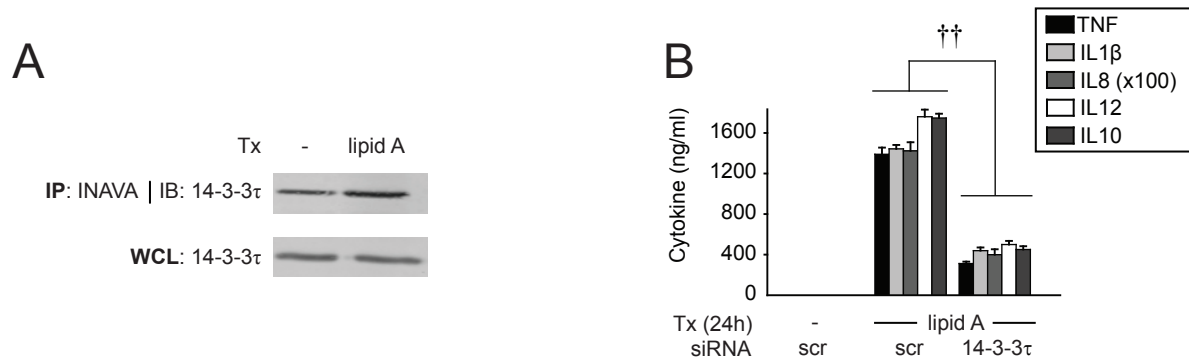 A
Tx - lipid A
IP: INAVA | IB: 14-3-3τ
WCL: 14-3-3τ
B
††
TNF
IL1β
IL8 (x100)
IL12
IL10
Cytokine (ng/ml)
1600
1200
800
400
0
Tx (24h) - lipid A
siRNA scr scr 14-3-3τ